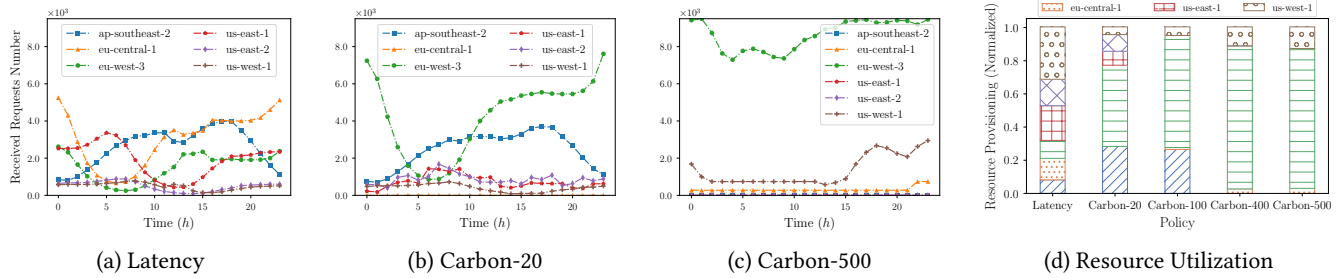 ×10³
8.0
6.0
4.0
2.0
0.0
Received Requests Number
ap-southeast-2
eu-central-1
eu-west-3
us-east-1
us-east-2
us-west-1
0
5
10
15
20
Time (h)
(a) Latency
×10³
8.0
6.0
4.0
2.0
0.0
ap-southeast-2
eu-central-1
eu-west-3
us-east-1
us-east-2
us-west-1
0
5
10
15
20
Time (h)
(b) Carbon-20
×10³
8.0
6.0
4.0
2.0
0.0
ap-southeast-2
eu-central-1
eu-west-3
us-east-1
us-east-2
us-west-1
0
5
10
15
20
Time (h)
(c) Carbon-500
eu-central-1
us-east-1
us-west-1
Resource Provisioning (Normalized)
1.0
0.8
0.6
0.4
0.2
0.0
Latency
Carbon-20
Carbon-100
Carbon-400
Carbon-500
Policy
(d) Resource Utilization